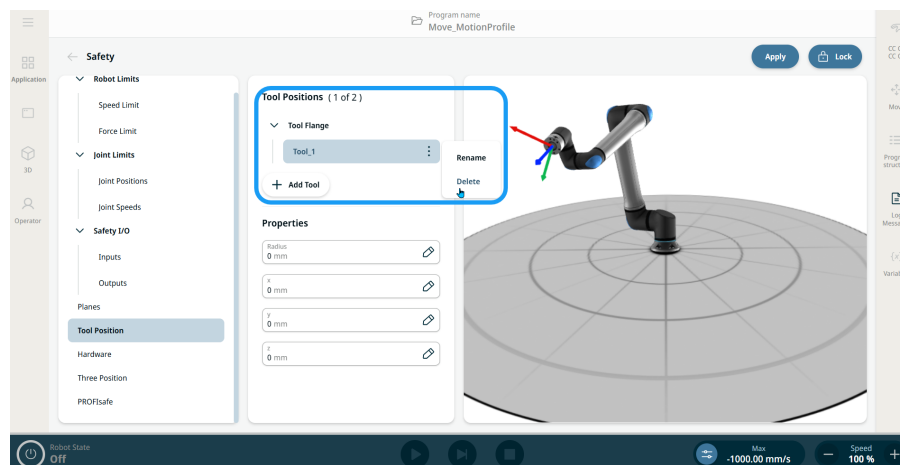 Program name
Move_MotionProfile
Safety
Apply
Lock
Application
3D
Operator
Robot Limits
Speed Limit
Force Limit
Joint Limits
Joint Positions
Joint Speeds
Safety I/O
Inputs
Outputs
Planes
Tool Position
Hardware
Three Position
PROFIsafe
Tool Positions (1 of 2)
Tool Flange
Tool_1
Rename
Delete
Add Tool
Properties
Radius
0 mm
x
0 mm
y
0 mm
z
0 mm
Robot State
Off
Max
-1000.00 mm/s
Speed
100 %